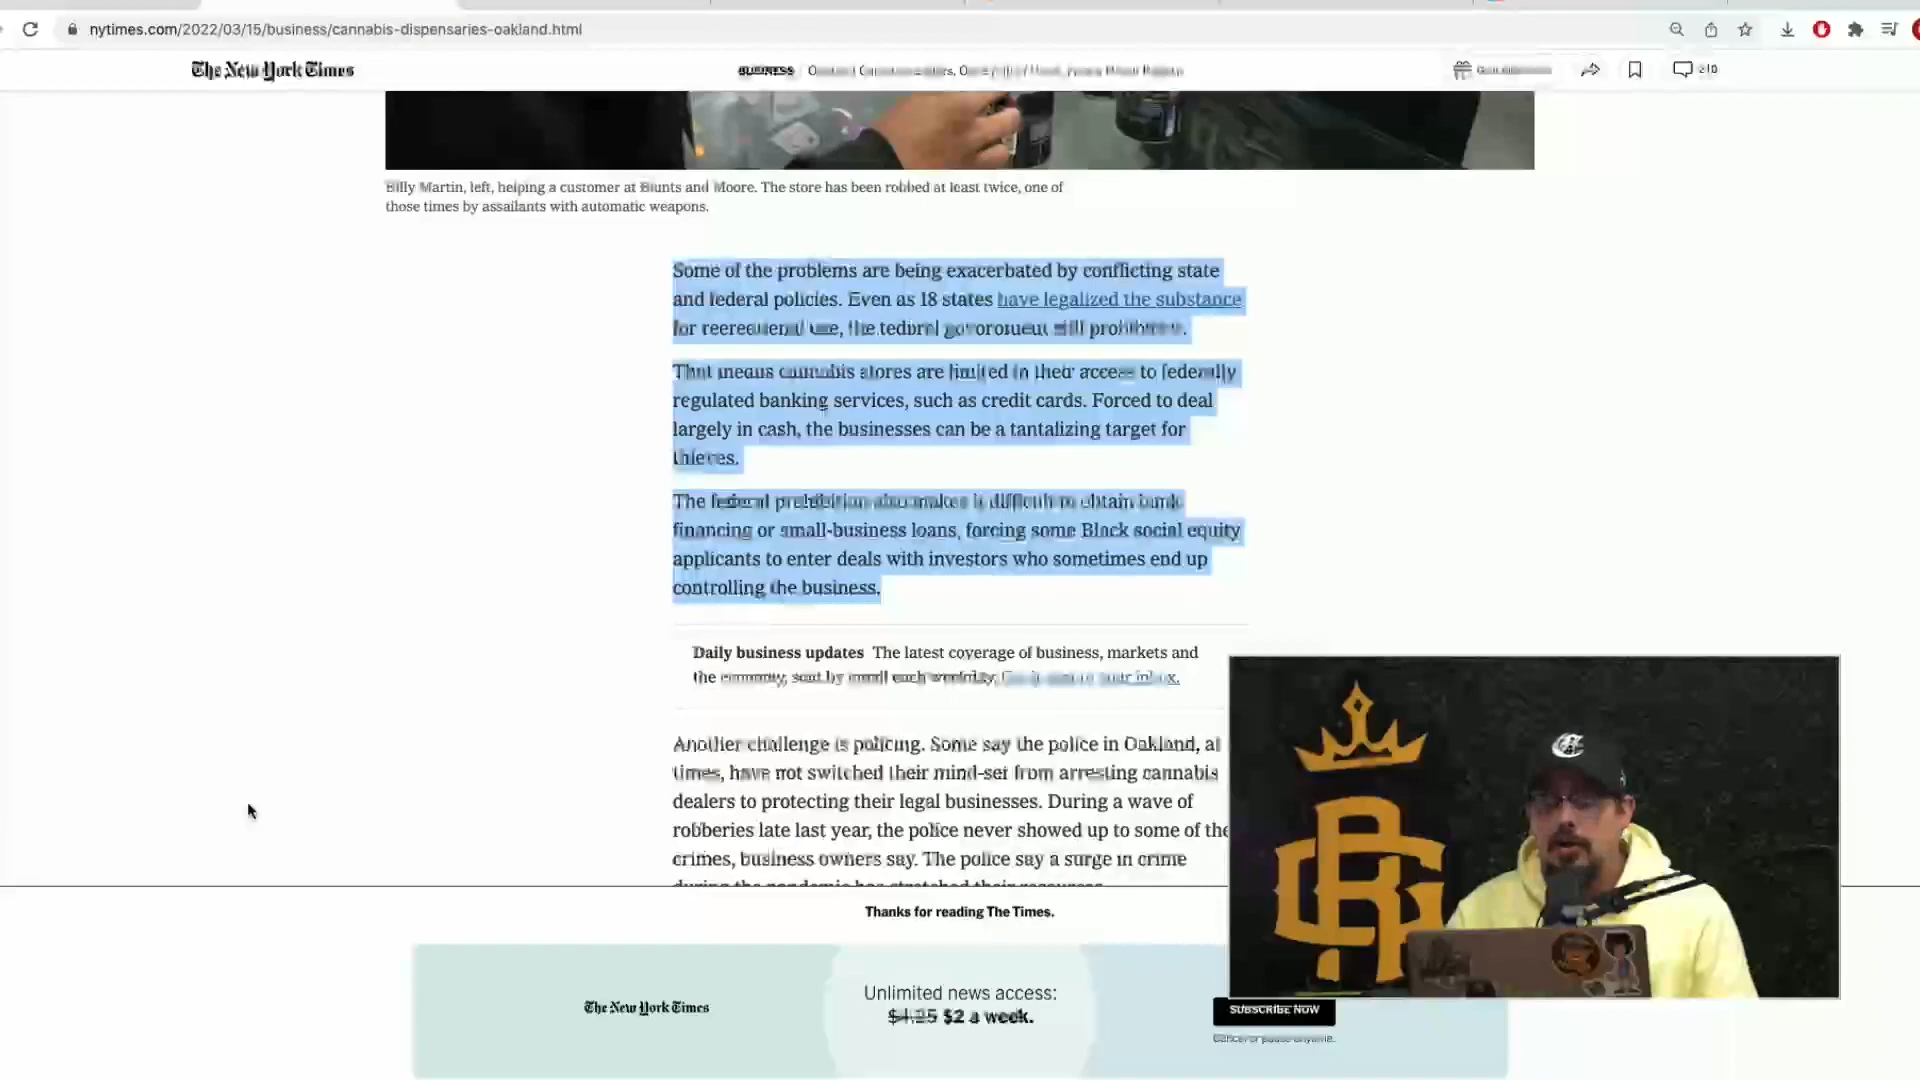 nytimes.com/2022/03/15/business/cannabis-dispensaries-oakland.html
The New York Times
BUSINESS
Billy Martin, left, helping a customer at Blunts and Moore. The store has been robbed at least twice, one of
those times by assailants with automatic weapons.
Some of the problems are being exacerbated by conflicting state
and federal policies. Even as 18 states have legalized the substance
for recreational use, the federal government still prohibits it.
That means cannabis stores are limited in their access to federally
regulated banking services, such as credit cards. Forced to deal
largely in cash, the businesses can be a tantalizing target for
thieves.
The federal prohibition also makes it difficult to obtain bank
financing or small-business loans, forcing some Black social equity
applicants to enter deals with investors who sometimes end up
controlling the business.
Daily business updates The latest coverage of business, markets and
the economy, sent by email each weekday.
Another challenge is policing. Some say the police in Oakland, at
times, have not switched their mind-set from arresting cannabis
dealers to protecting their legal businesses. During a wave of
robberies late last year, the police never showed up to some of the
crimes, business owners say. The police say a surge in crime
during the pandemic has stretched their resources.
Thanks for reading The Times.
The New York Times
Unlimited news access:
$4.25 $2 a week.
SUBSCRIBE NOW
Cancel or pause anytime.